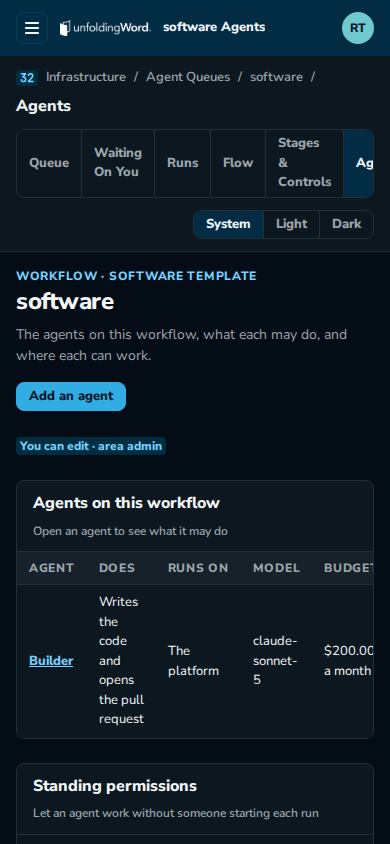 unfoldingWord. software Agents RT
32 Infrastructure / Agent Queues / software /
Agents
Queue
Waiting
On You
Runs
Flow
Stages
&
Controls
Ag
System Light Dark
WORKFLOW · SOFTWARE TEMPLATE
software
The agents on this workflow, what each may do, and
where each can work.
Add an agent
You can edit · area admin
Agents on this workflow
Open an agent to see what it may do
AGENT DOES RUNS ON MODEL BUDGET
Builder
Writes
the
code
and
opens
the pull
request
The
platform
claude-
sonnet-
5
$200.00
a month
Standing permissions
Let an agent work without someone starting each run